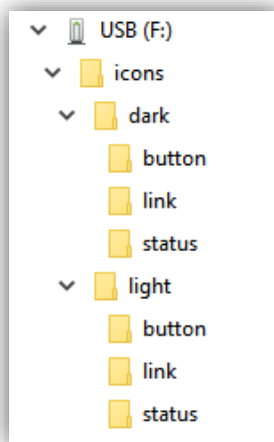 USB (F:)
icons
dark
button
link
status
light
button
link
status